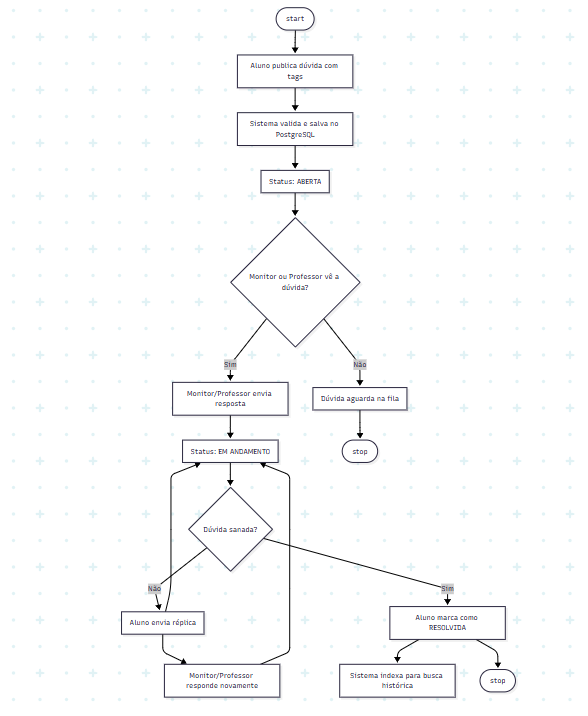 start
Aluno publica dúvida com
tags
Sistema valida e salva no
PostgreSQL
Status: ABERTA
Monitor ou Professor vê a
dúvida?
Sim
Não
Monitor/Professor envia
resposta
Dúvida aguarda na fila
Status: EM ANDAMENTO
stop
Dúvida sanada?
Não
Sim
Aluno envia réplica
Aluno marca como
RESOLVIDA
Monitor/Professor
responde novamente
Sistema indexa para busca
histórica
stop